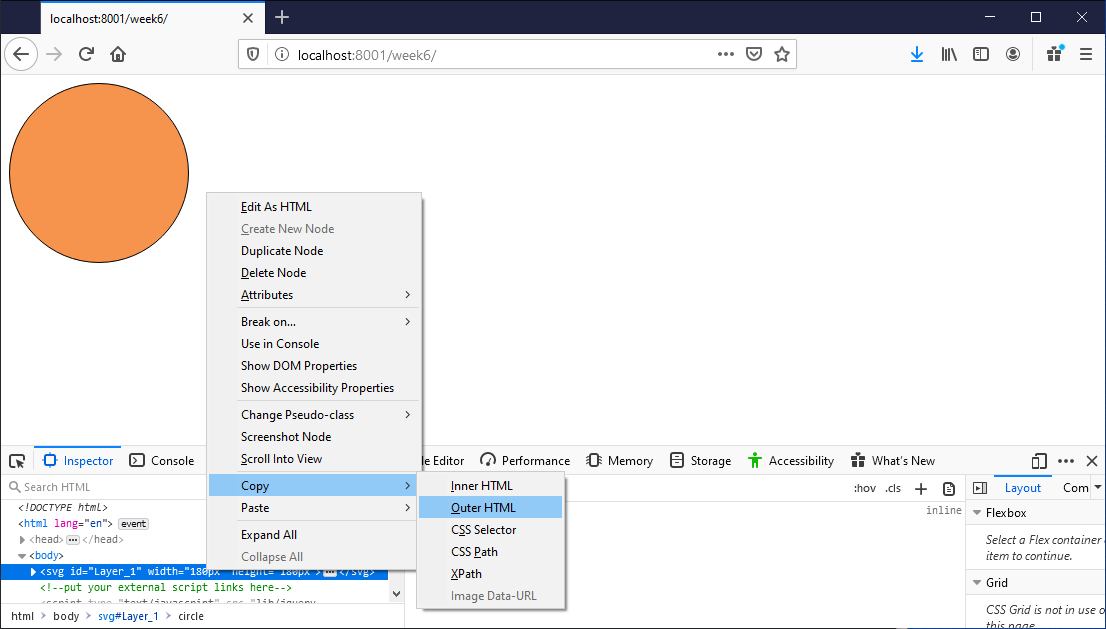 localhost:8001/week6/
localhost:8001/week6/
Edit As HTML
Create New Node
Duplicate Node
Delete Node
Attributes
Break on...
Use in Console
Show DOM Properties
Show Accessibility Properties
Change Pseudo-class
Screenshot Node
Scroll Into View
Copy
Paste
Expand All
Collapse All
Inner HTML
Outer HTML
CSS Selector
CSS Path
XPath
Image Data-URL
Inspector Console le Editor Performance Memory Storage Accessibility What's New
Search HTML
:hov .cls
Layout Com
inline
<!DOCTYPE html>
<html lang="en"> event
<head> </head>
<body>
<svg id="Layer_1" width="180px" height="180px"> </svg>
<!--put your external script links here-->
<script type="text/javascript" src="lib/jquery
html body svg#Layer_1 circle
Flexbox
Select a Flex container
item to continue.
Grid
CSS Grid is not in use o
this page